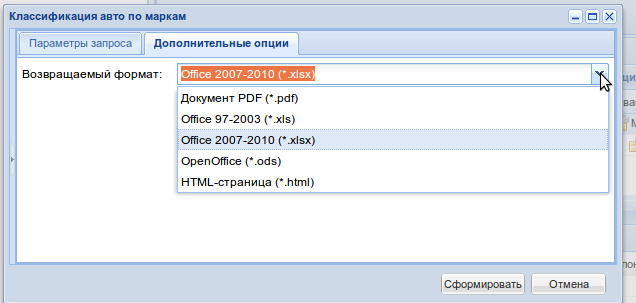 Классификация авто по маркам
Параметры запроса
Дополнительные опции
Возвращаемый формат:
Office 2007-2010 (*.xlsx)
Документ PDF (*.pdf)
Office 97-2003 (*.xls)
Office 2007-2010 (*.xlsx)
OpenOffice (*.ods)
HTML-страница (*.html)
Сформировать
Отмена